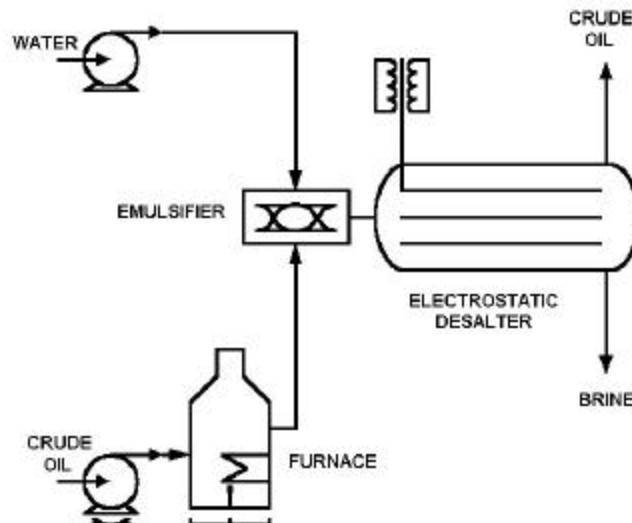 CRUDE
OIL
WATER
EMULSIFIER
ELECTROSTATIC
DESALTER
BRINE
CRUDE
OIL
FURNACE